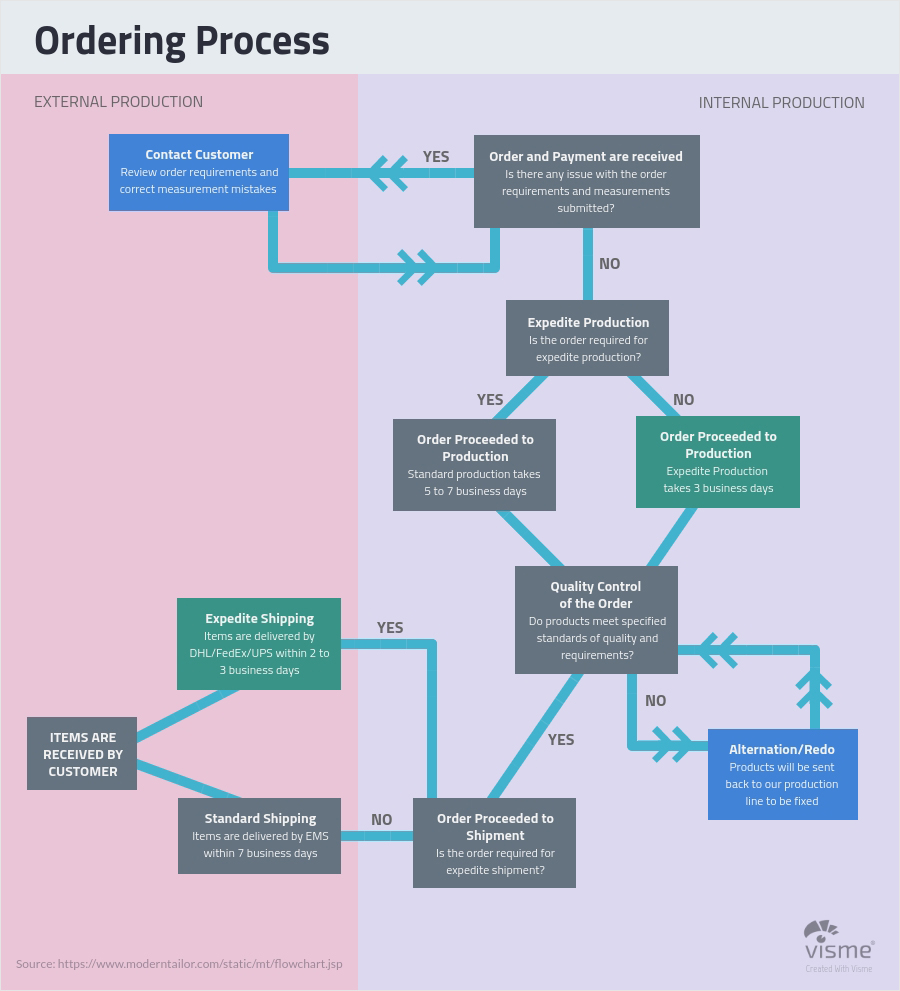 Ordering Process
EXTERNAL PRODUCTION
INTERNAL PRODUCTION
Contact Customer
Review order requirements and
correct measurement mistakes
YES
Order and Payment are received
Is there any issue with the order
requirements and measurements
submitted?
NO
Expedite Production
Is the order required for
expedite production?
YES
NO
Order Proceeded to
Production
Standard production takes
5 to 7 business days
Order Proceeded to
Production
Expedite Production
takes 3 business days
Quality Control
of the Order
Do products meet specified
standards of quality and
requirements?
Expedite Shipping
Items are delivered by
DHL/FedEx/UPS within 2 to
3 business days
YES
NO
YES
Alternation/Redo
Products will be sent
back to our production
line to be fixed
ITEMS ARE
RECEIVED BY
CUSTOMER
Standard Shipping
Items are delivered by EMS
within 7 business days
NO
Order Proceeded to
Shipment
Is the order required for
expedite shipment?
Source: https://www.moderntailor.com/static/mt/flowchart.jsp
visme®
Created With Visme